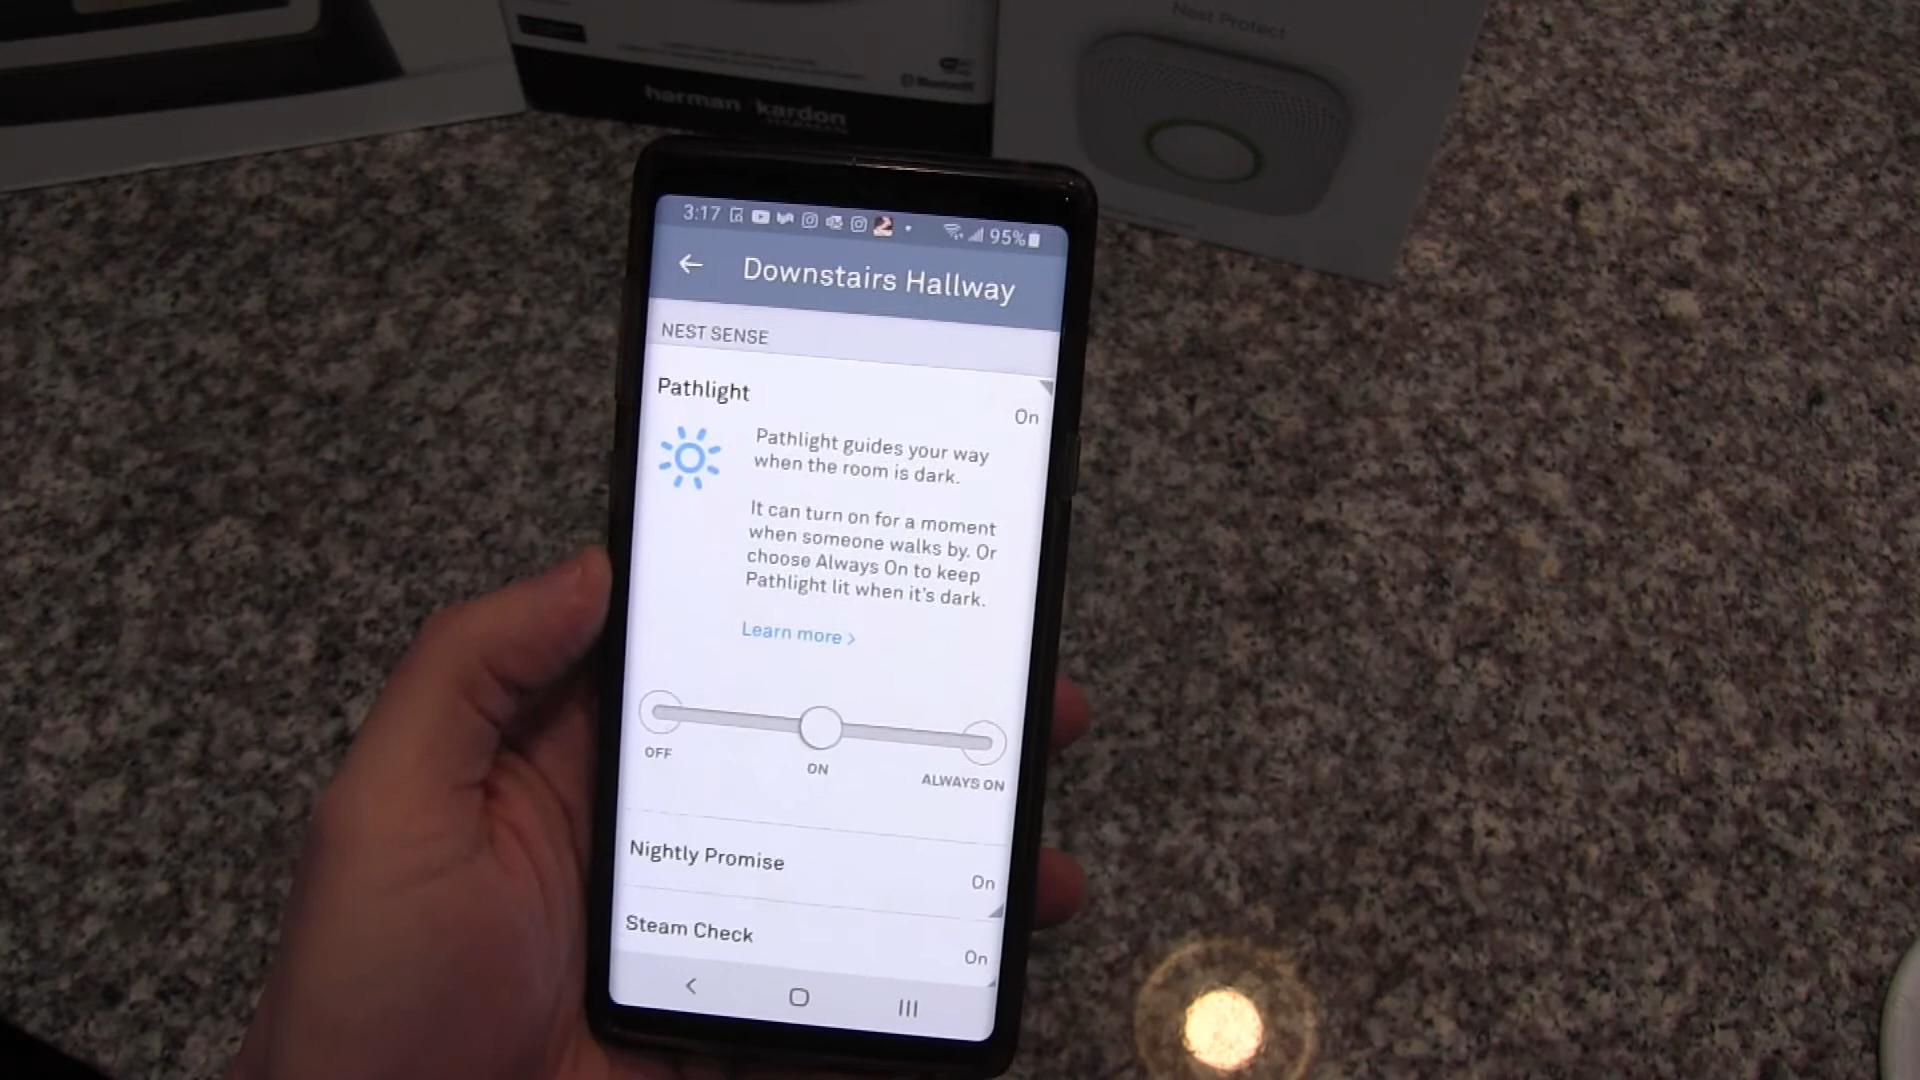 Nest Protect
Bluetooth
harman / kardon
3:17
95%
Downstairs Hallway
NEST SENSE
Pathlight
On
Pathlight guides your way
when the room is dark.
It can turn on for a moment
when someone walks by. Or
choose Always On to keep
Pathlight lit when it's dark.
Learn more >
OFF
ON
ALWAYS ON
Nightly Promise
On
Steam Check
On